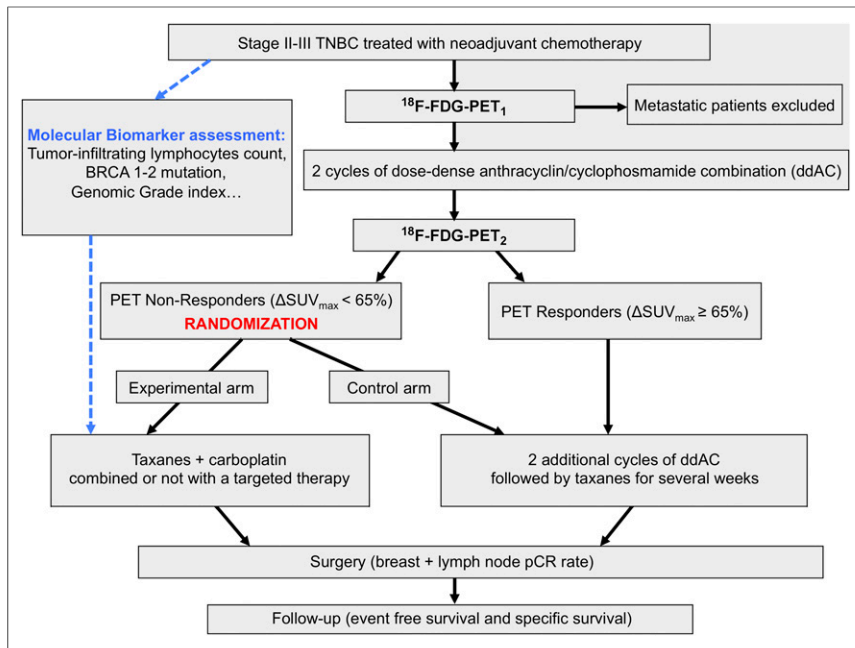 Stage II-III TNBC treated with neoadjuvant chemotherapy
¹⁸F-FDG-PET₁
Metastatic patients excluded
Molecular Biomarker assessment:
Tumor-infiltrating lymphocytes count,
BRCA 1-2 mutation,
Genomic Grade index…
2 cycles of dose-dense anthracyclin/cyclophosmamide combination (ddAC)
¹⁸F-FDG-PET₂
PET Non-Responders (ΔSUVmax < 65%)
RANDOMIZATION
PET Responders (ΔSUVmax ≥ 65%)
Experimental arm
Control arm
Taxanes + carboplatin
combined or not with a targeted therapy
2 additional cycles of ddAC
followed by taxanes for several weeks
Surgery (breast + lymph node pCR rate)
Follow-up (event free survival and specific survival)